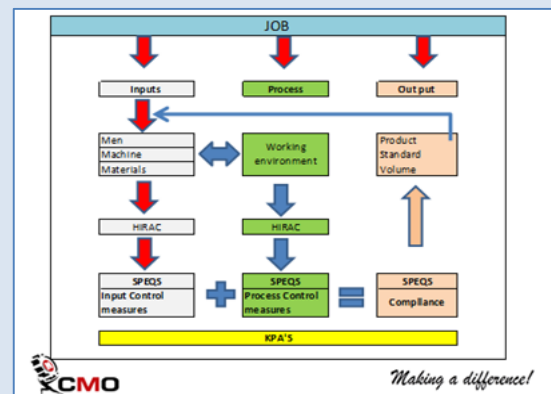 JOB
Inputs
Process
Output
Men
Machine
Materials
Working
environment
Product
Standard
Volume
HIRAC
HIRAC
SPEQS
Input Control
measures
SPEQS
Process Control
measures
SPEQS
Compliance
KPA'S
CMO
Making a difference!